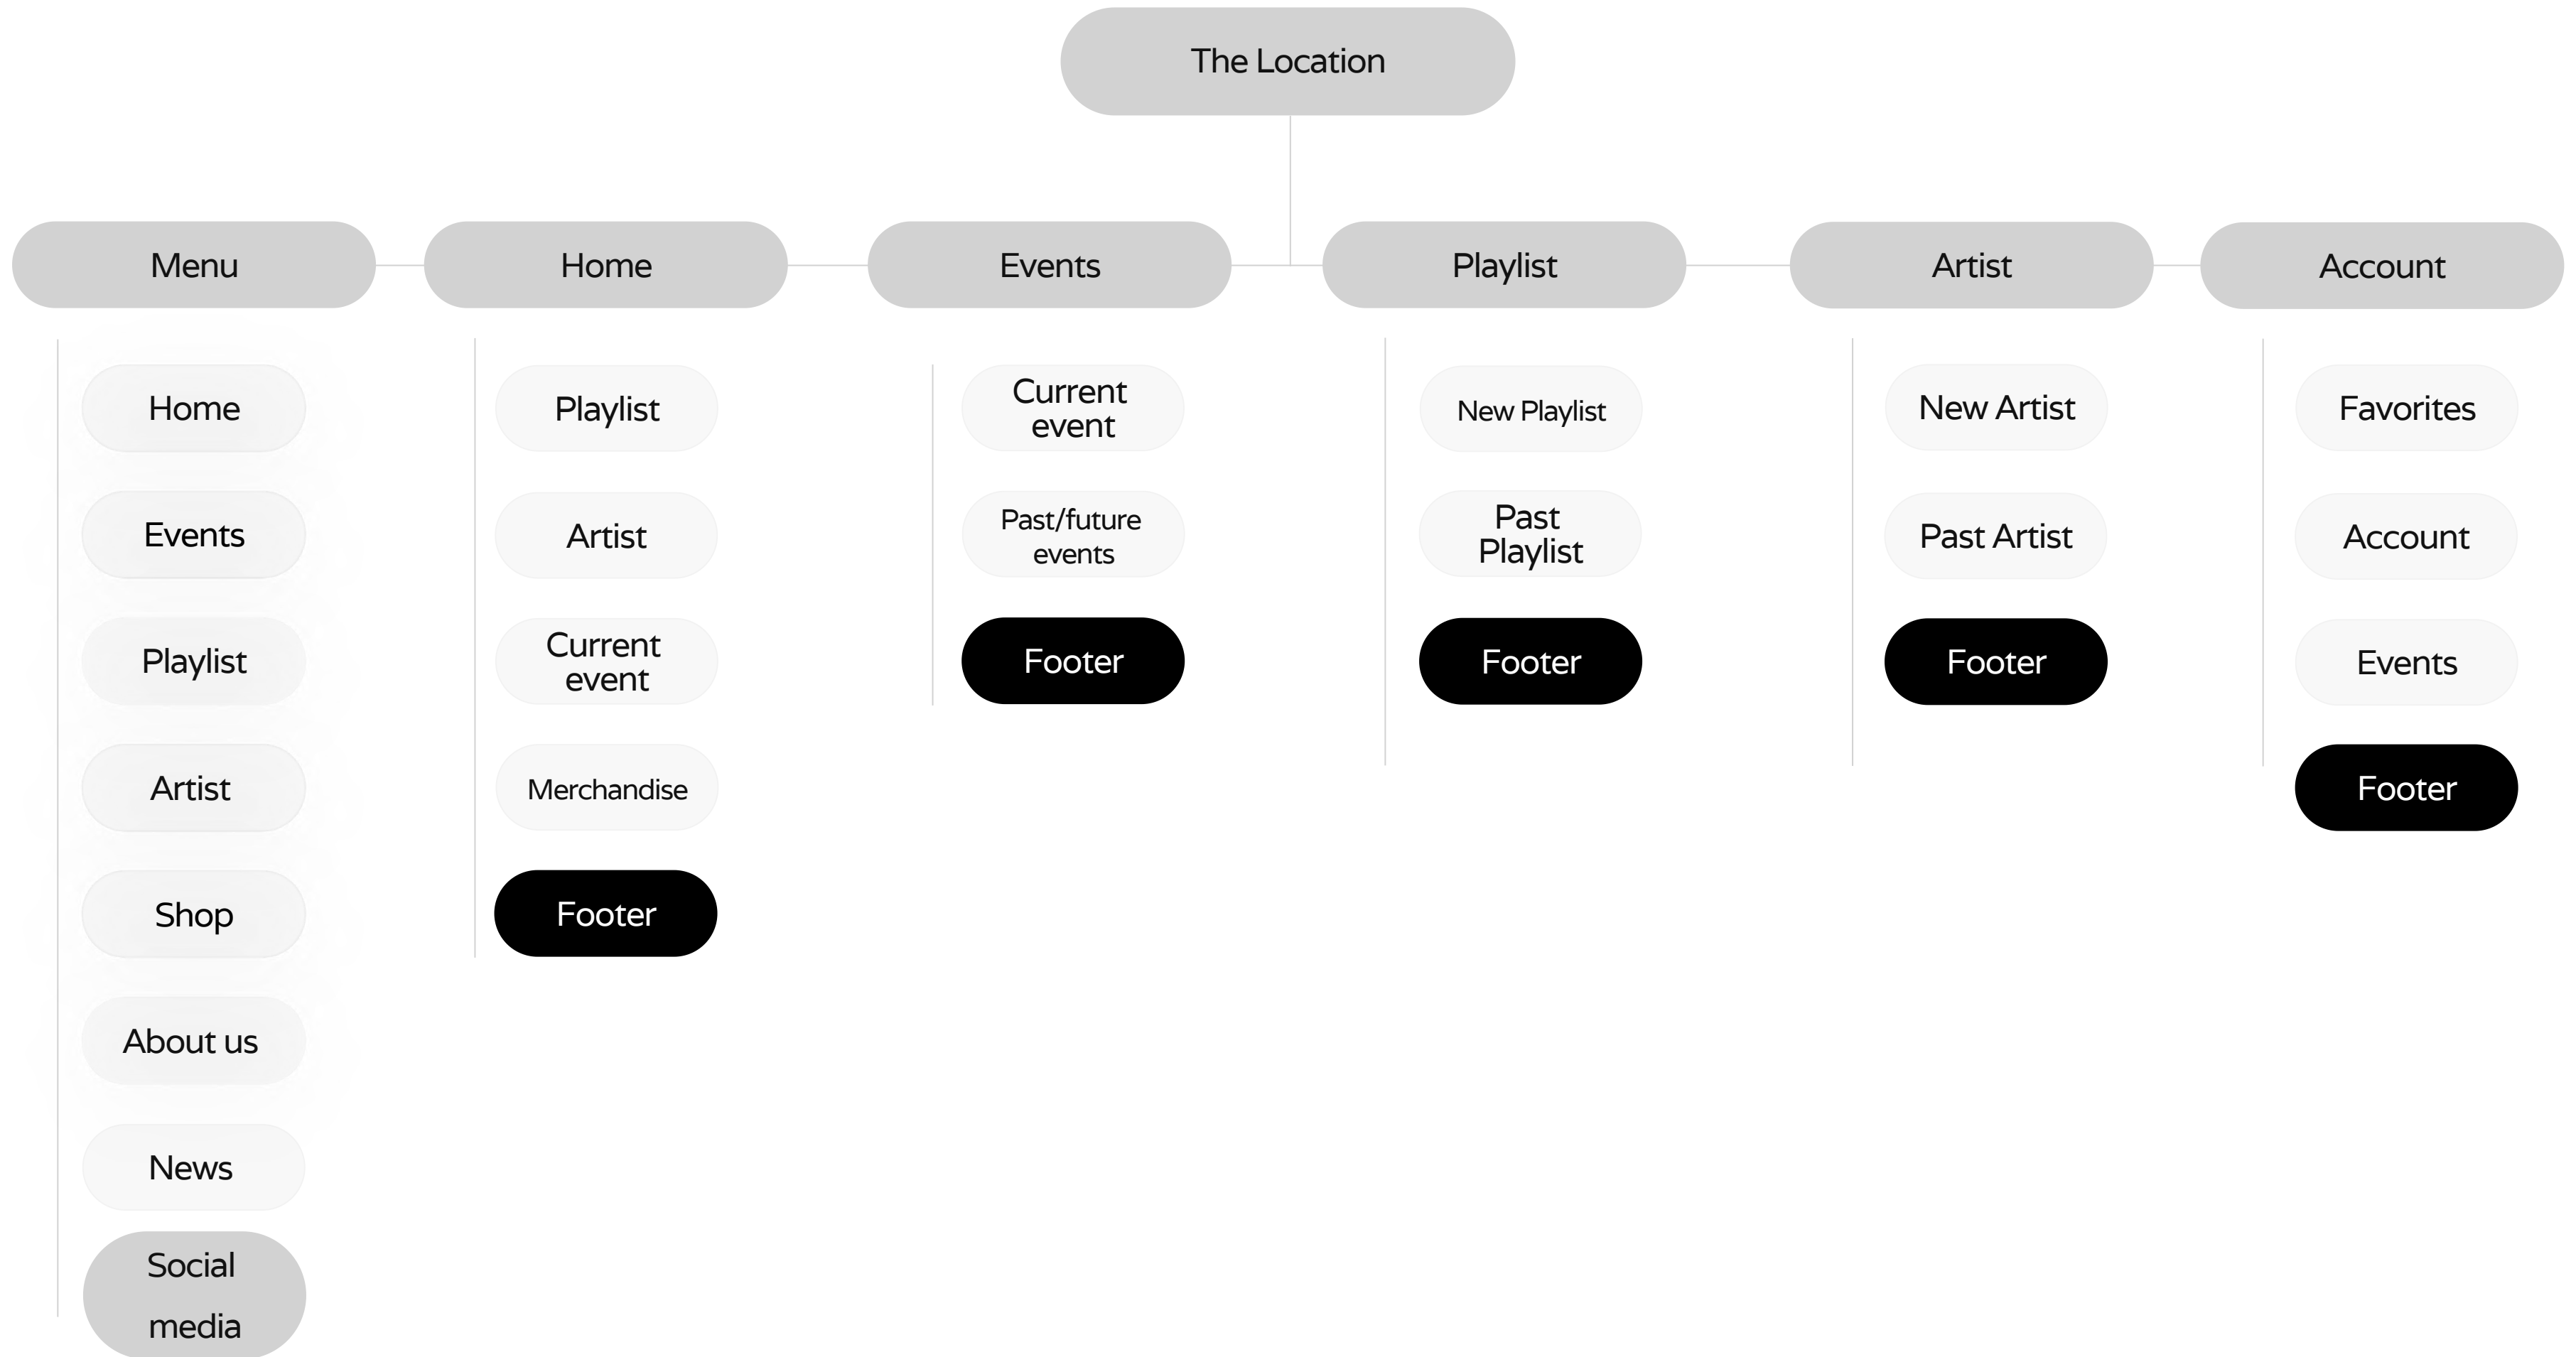 The Location
Menu
Home
Events
Playlist
Artist
Account
Home
Events
Playlist
Artist
Shop
About us
News
Social
media
Playlist
Artist
Current
event
Merchandise
Footer
Current
event
Past/future
events
Footer
New Playlist
Past
Playlist
Footer
New Artist
Past Artist
Footer
Favorites
Account
Events
Footer